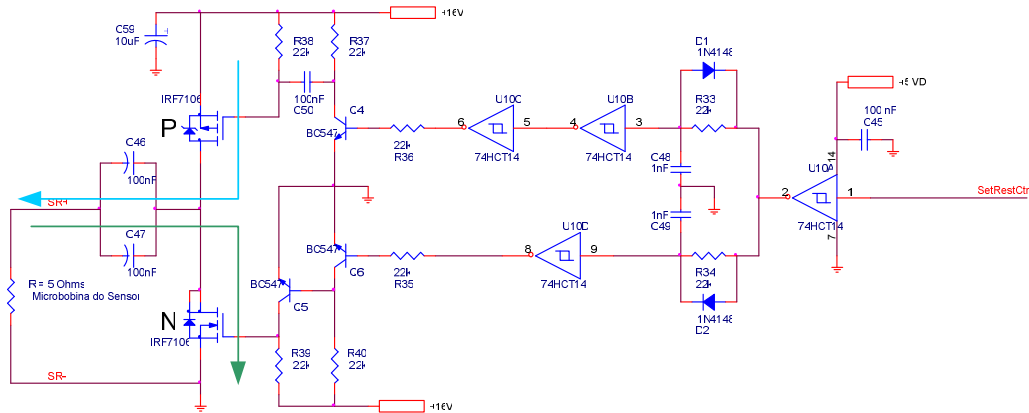 +16V
C59
10uF
R38
22k
R37
22k
D1
1N4148
IRF7106
100nF
C50
C4
U10C
U10B
R33
22k
+5 VD
P
BC547
6
5
4
3
100 nF
C45
22k
R36
74HCT14
74HCT14
C46
100nF
C48
1nF
14
U10A
2
1
SetRestCtr
SR+
1nF
C49
74HCT14
7
C47
100nF
BC547
C6
22k
R35
8
U10D
9
74HCT14
R34
22k
R = 5 Ohms
Microbobina do Sensor
BC547
C5
N
IRF7106
1N4148
D2
R39
22k
R40
22k
SR-
+16V